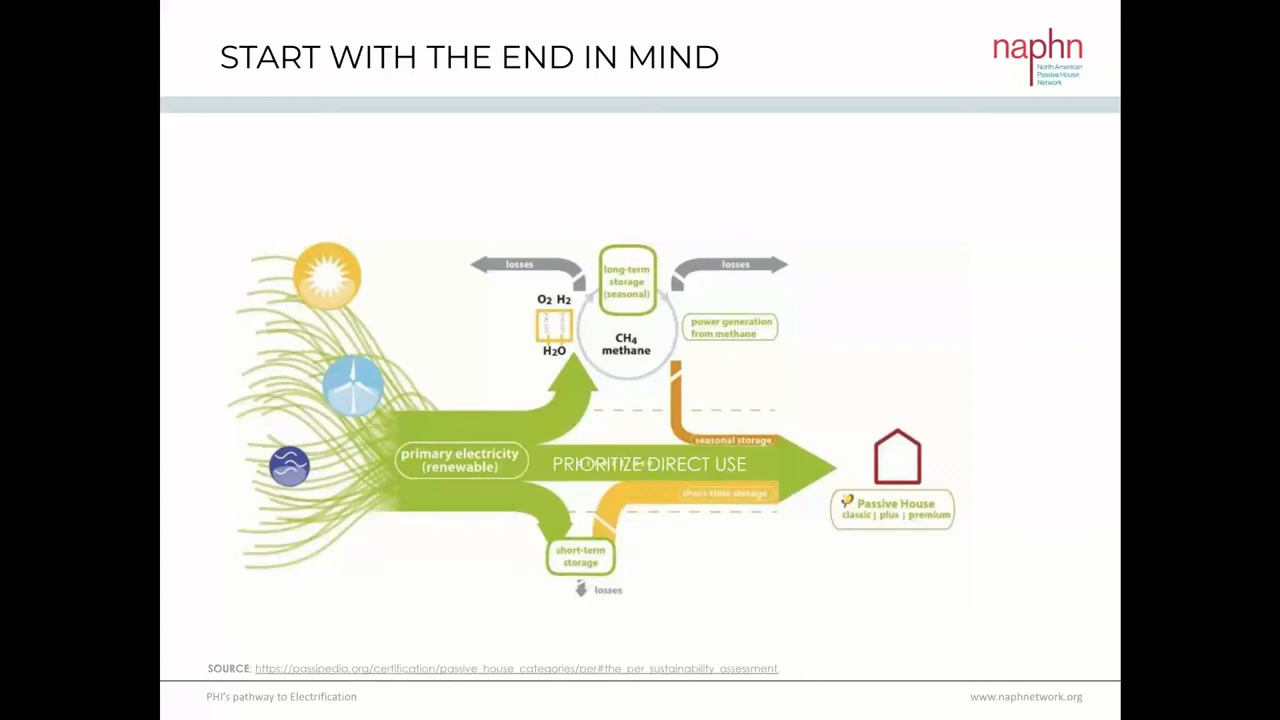 START WITH THE END IN MIND
naphn
North American
Passive House
Network
losses
long-term
storage
(seasonal)
losses
O2 H2
H2O
CH4
methane
power generation
from methane
primary electricity
(renewable)
PRIORITIZE DIRECT USE
seasonal storage
short-time storage
short-term
storage
losses
Passive House
classic | plus | premium
SOURCE: https://passipedia.org/certification/passive_house_categories/per#the_per_sustainability_assessment.
PHI's pathway to Electrification
www.naphnetwork.org